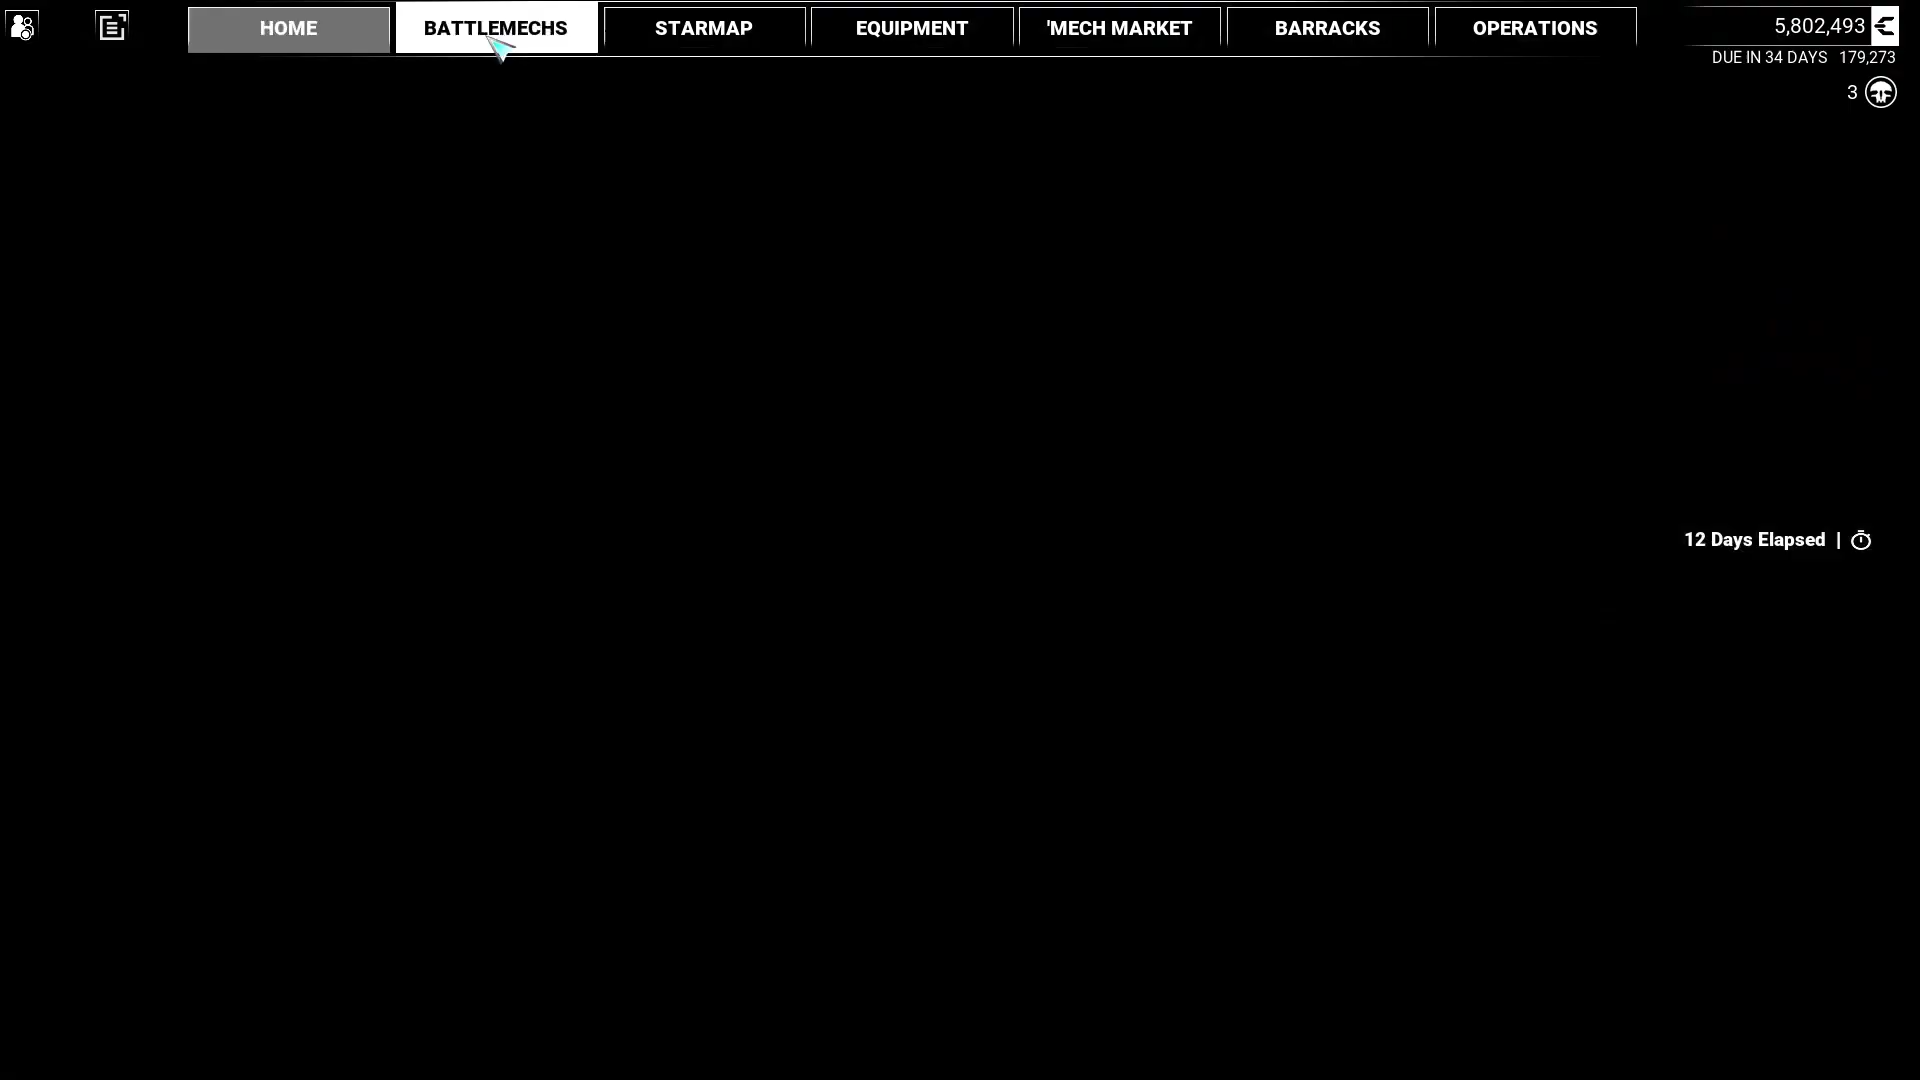 HOME
BATTLEMECHS
STARMAP
EQUIPMENT
'MECH MARKET
BARRACKS
OPERATIONS
5,802,493
DUE IN 34 DAYS 179,273
3
12 Days Elapsed |